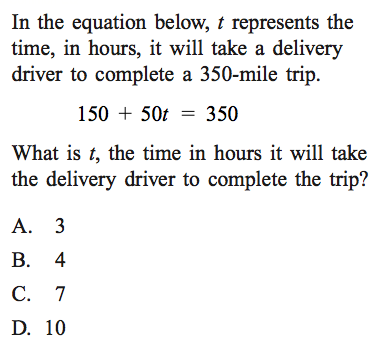 In the equation below, t represents the
time, in hours, it will take a delivery
driver to complete a 350-mile trip.
150 + 50t = 350
What is t, the time in hours it will take
the delivery driver to complete the trip?
A. 3
B. 4
C. 7
D. 10